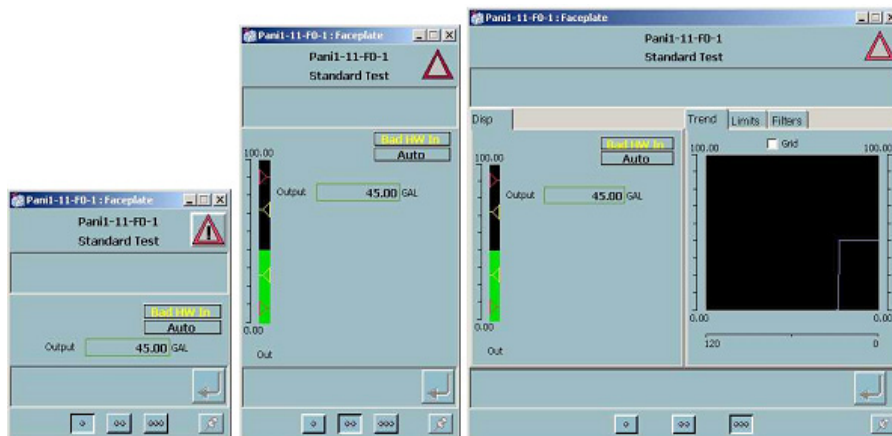 Pani1-11-F0-1 : Faceplate
Pani1-11-F0-1
Standard Test
Bad HW In
Auto
Output 45.00 GAL
Pani1-11-F0-1 : Faceplate
Pani1-11-F0-1
Standard Test
Bad HW In
Auto
100.00
Output 45.00 GAL
0.00
Out
Pani1-11-F0-1 : Faceplate
Pani1-11-F0-1
Standard Test
Disp
Bad HW In
Auto
100.00
Output 45.00 GAL
0.00
Out
Trend Limits Filters
100.00 Grid 100.00
0.00 0.00
120 0